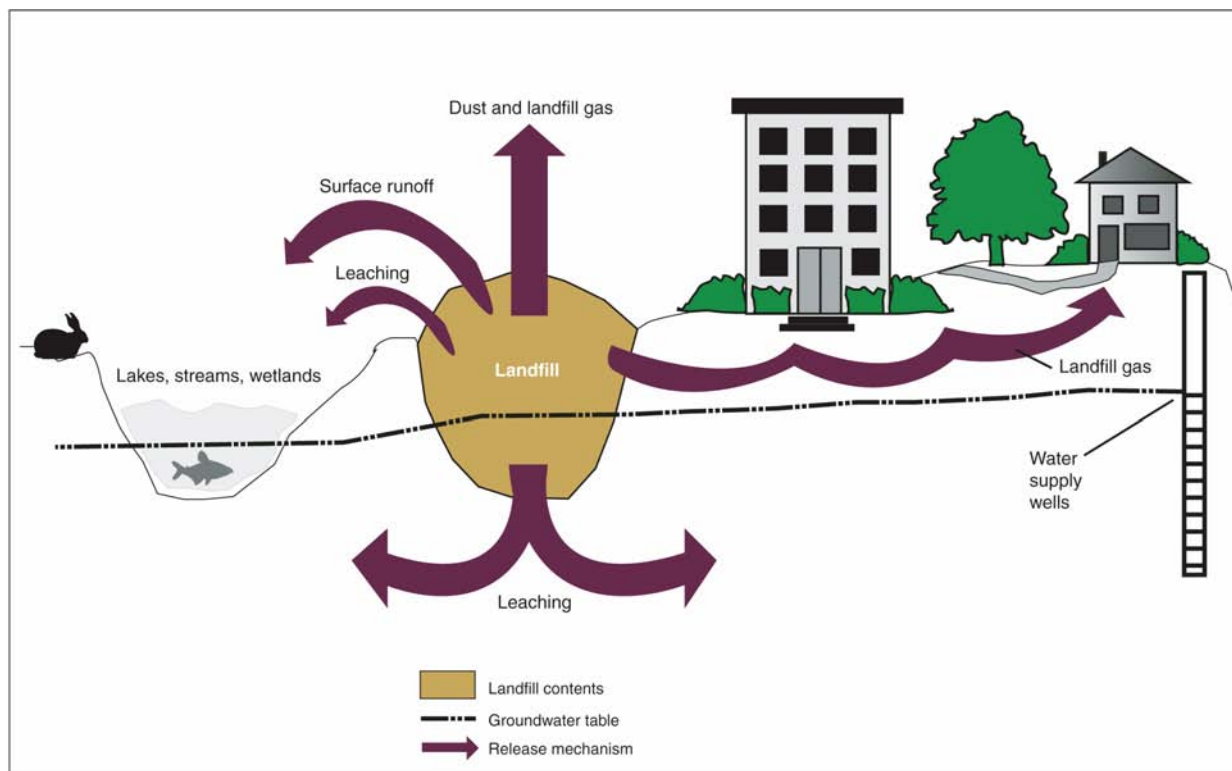 Dust and landfill gas
Surface runoff
Leaching
Lakes, streams, wetlands
Landfill
Landfill gas
Water
supply
wells
Leaching
Landfill contents
Groundwater table
Release mechanism